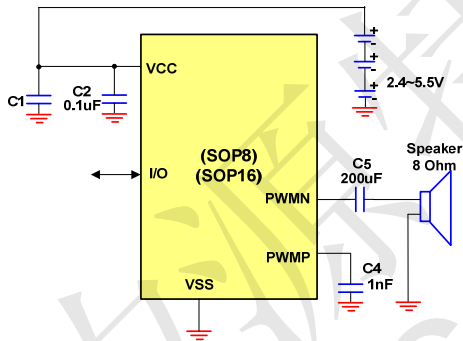 +
-
+
-
+
-
2.4~5.5V
VCC
C1
C2
0.1uF
(SOP8)
(SOP16)
I/O
Speaker
8 Ohm
C5
200uF
PWMN
PWMP
C4
1nF
VSS